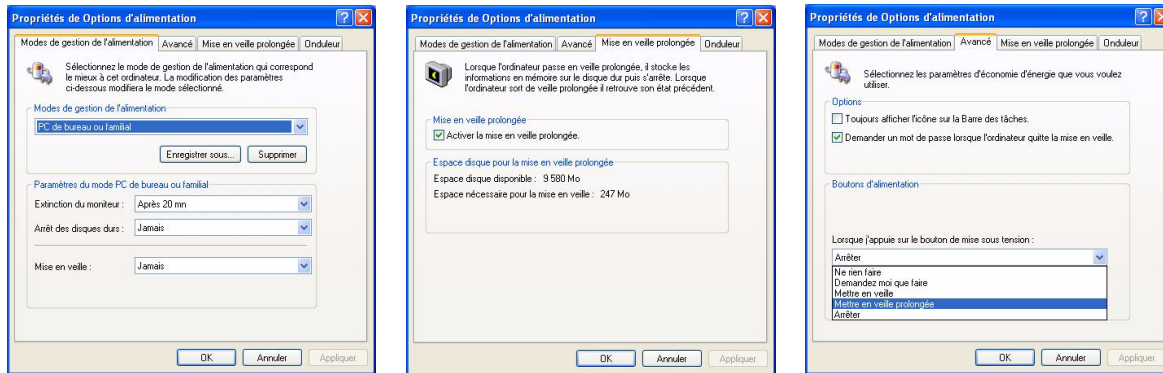 Propriétés de Options d'alimentation
Modes de gestion de l'alimentation Avancé Mise en veille prolongée Onduleur
Sélectionnez le mode de gestion de l'alimentation qui correspond
le mieux à cet ordinateur. La modification des paramètres
ci-dessous modifiera le mode sélectionné.
Modes de gestion de l'alimentation
PC de bureau ou familial
Enregistrer sous... Supprimer
Paramètres du mode PC de bureau ou familial
Extinction du moniteur : Après 20 mn
Arrêt des disques durs : Jamais
Mise en veille : Jamais
OK Annuler Appliquer
Propriétés de Options d'alimentation
Modes de gestion de l'alimentation Avancé Mise en veille prolongée Onduleur
Lorsque l'ordinateur passe en veille prolongée, il stocke les
informations en mémoire sur le disque dur puis s'arrête. Lorsque
l'ordinateur sort de veille prolongée il retrouve son état précédent.
Mise en veille prolongée
Activer la mise en veille prolongée.
Espace disque pour la mise en veille prolongée
Espace disque disponible : 9 580 Mo
Espace nécessaire pour la mise en veille : 247 Mo
OK Annuler Appliquer
Propriétés de Options d'alimentation
Modes de gestion de l'alimentation Avancé Mise en veille prolongée Onduleur
Sélectionnez les paramètres d'économie d'énergie que vous voulez
utiliser.
Options
Toujours afficher l'icône sur la Barre des tâches.
Demander un mot de passe lorsque l'ordinateur quitte la mise en veille.
Boutons d'alimentation
Lorsque j'appuie sur le bouton de mise sous tension :
Arrêter
Ne rien faire
Demandez moi que faire
Mettre en veille
Mettre en veille prolongée
Arrêter
OK Annuler Appliquer